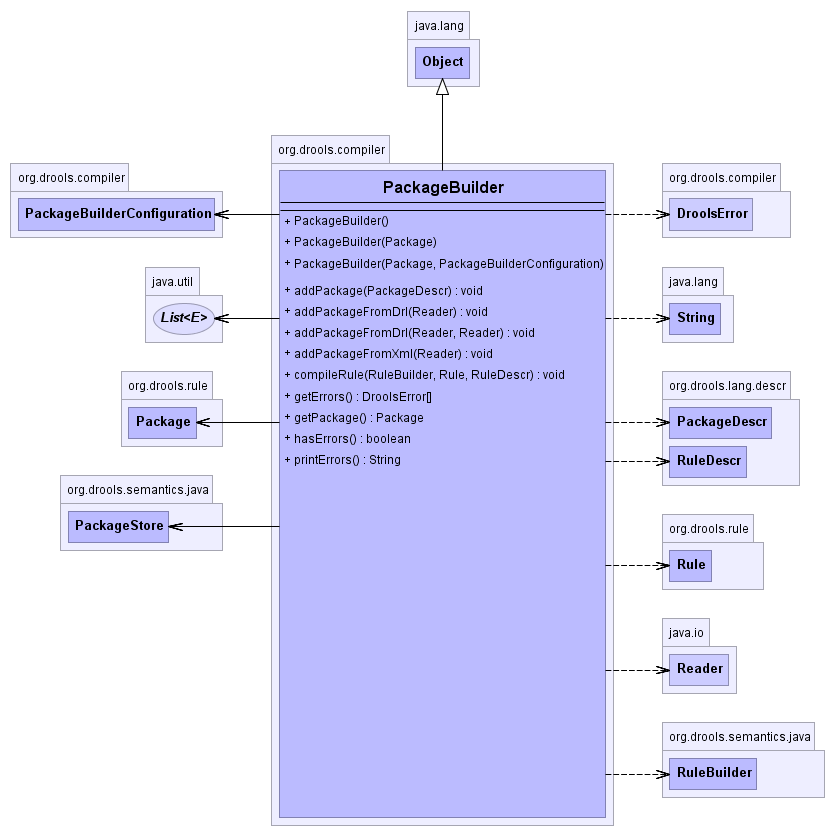 java.lang
Object
org.drools.compiler
PackageBuilder
+ PackageBuilder()
+ PackageBuilder(Package)
+ PackageBuilder(Package, PackageBuilderConfiguration)
+ addPackage(PackageDescr) : void
+ addPackageFromDrl(Reader) : void
+ addPackageFromDrl(Reader, Reader) : void
+ addPackageFromXml(Reader) : void
+ compileRule(RuleBuilder, Rule, RuleDescr) : void
+ getErrors() : DroolsError[]
+ getPackage() : Package
+ hasErrors() : boolean
+ printErrors() : String
org.drools.compiler
PackageBuilderConfiguration
java.util
List<E>
org.drools.rule
Package
org.drools.semantics.java
PackageStore
org.drools.compiler
DroolsError
java.lang
String
org.drools.lang.descr
PackageDescr
RuleDescr
org.drools.rule
Rule
java.io
Reader
org.drools.semantics.java
RuleBuilder